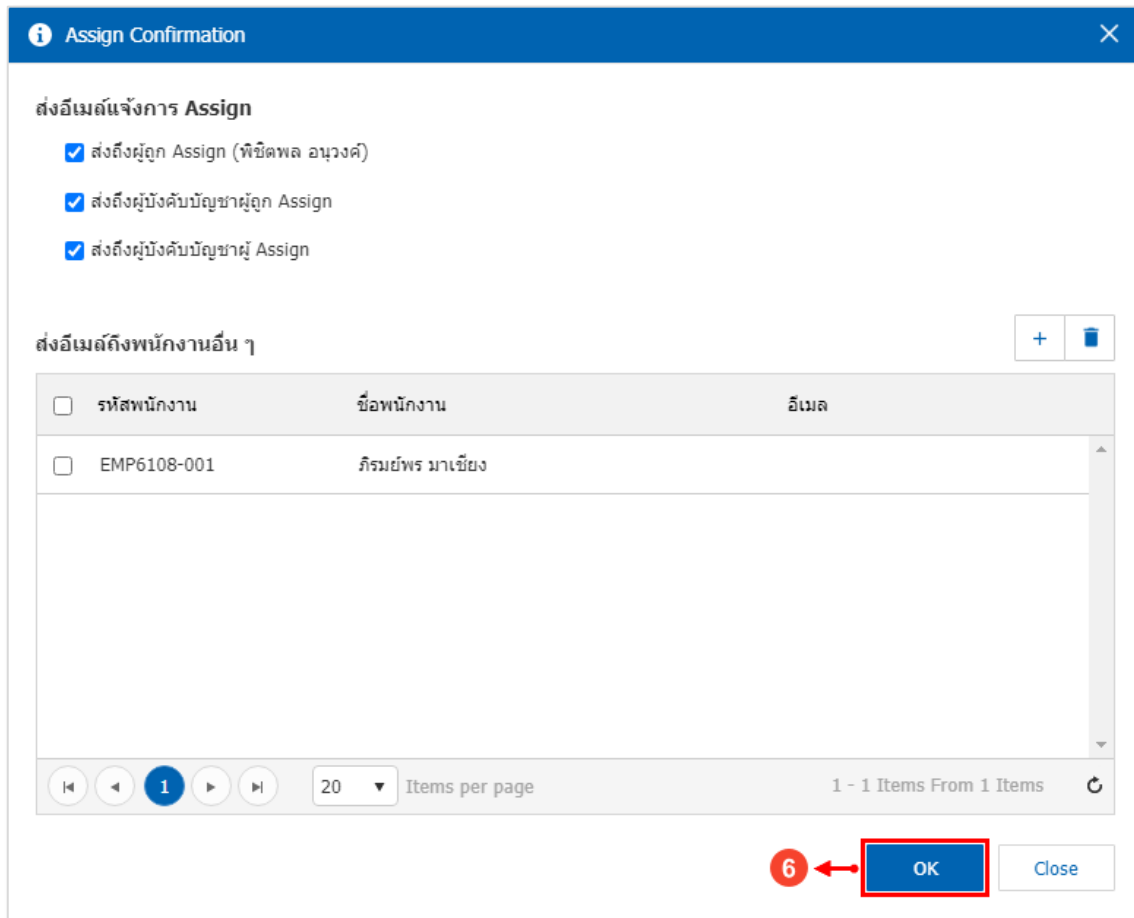 Assign Confirmation
ส่งอีเมล์แจ้งการ Assign
ส่งถึงผู้ถูก Assign (พิชิตพล อนุวงค์)
ส่งถึงผู้บังคับบัญชาผู้ถูก Assign
ส่งถึงผู้บังคับบัญชาผู้ Assign
ส่งอีเมล์ถึงพนักงานอื่น ๆ
รหัสพนักงาน ชื่อพนักงาน อีเมล
EMP6108-001 ภิรมย์พร มาเชียง
1 20 Items per page 1 - 1 Items From 1 Items
6 OK Close